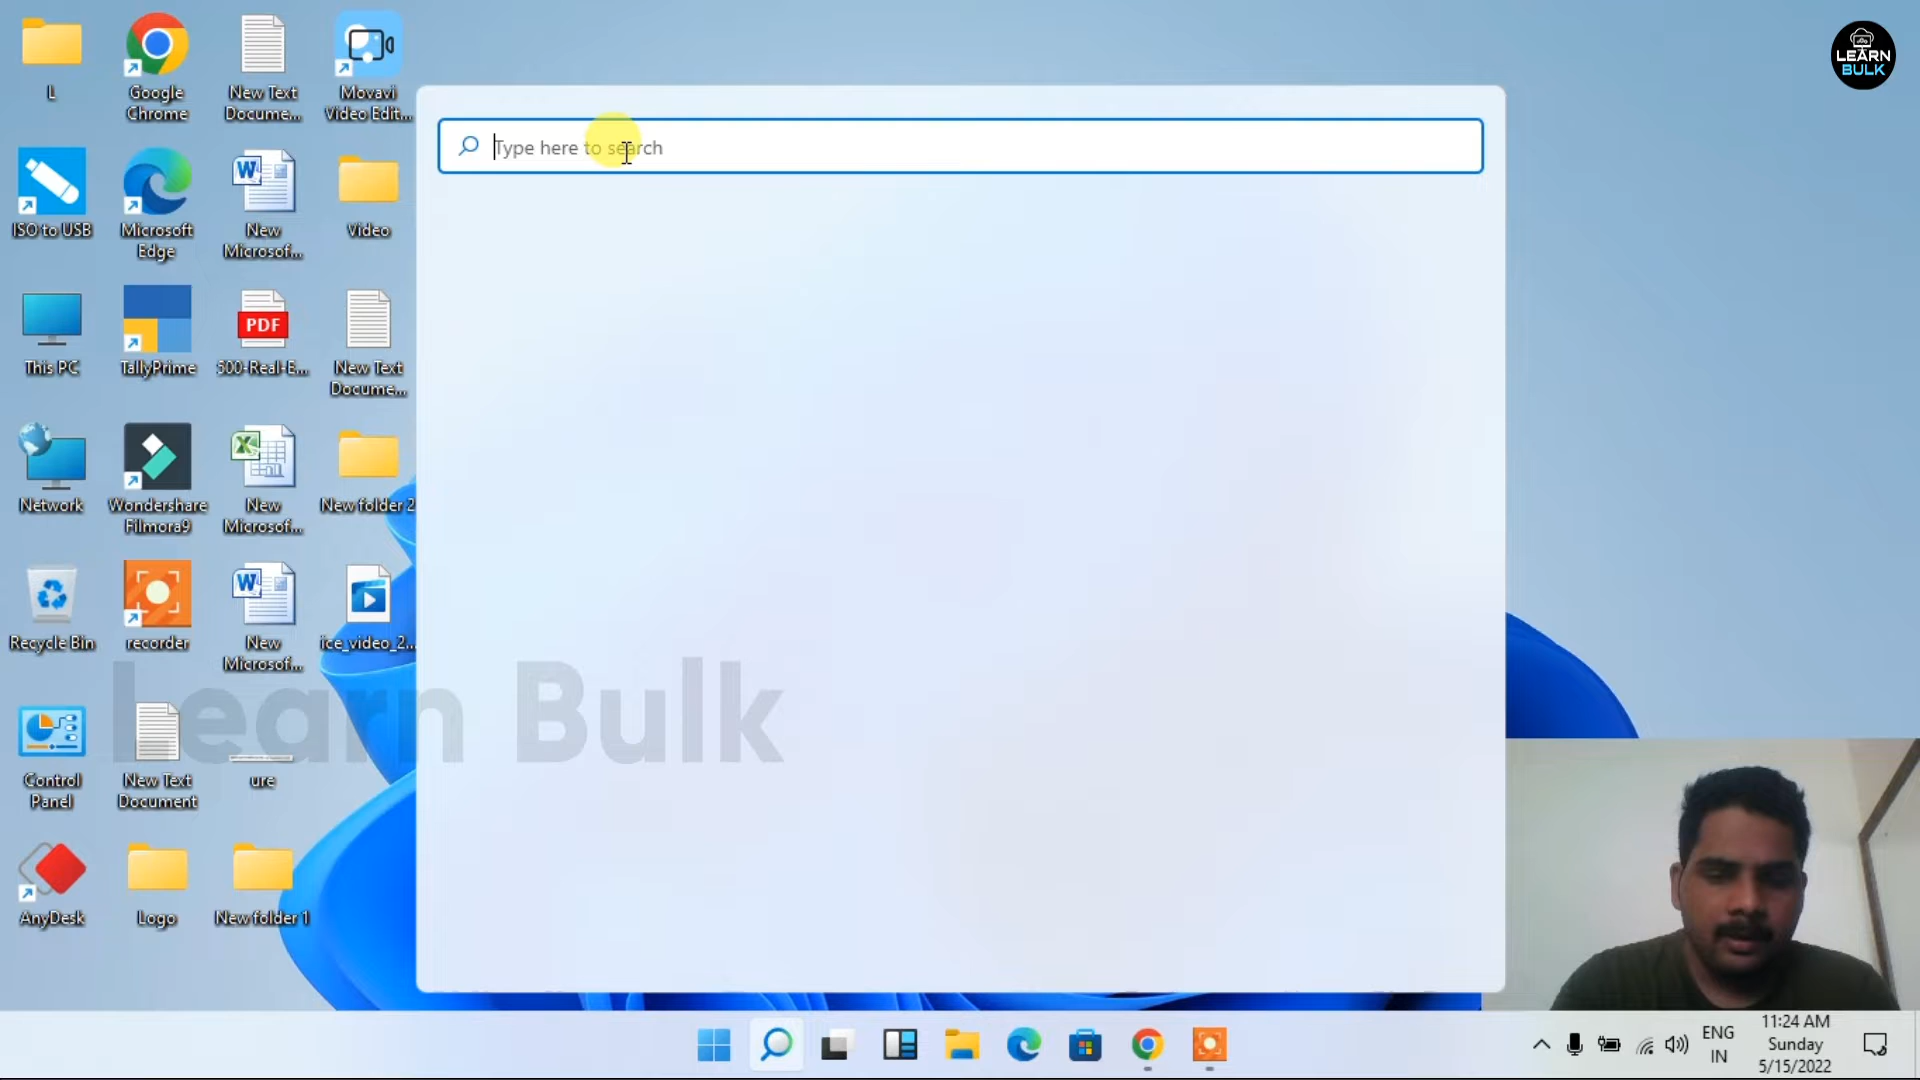 L
Google
Chrome
New Text
Docume...
Movavi
Video Edit...
LEARN
BULK
Type here to search
ISO to USB
Microsoft
Edge
W
New
Microsof...
Video
This PC
TallyPrime
PDF
500-Real-E...
New Text
Docume...
Network
Wondershare
Filmora9
X
New
Microsof...
New folder 2
Recycle Bin
recorder
W
New
Microsof...
ice_video_2...
Learn Bulk
Control
Panel
New Text
Document
ure
AnyDesk
Logo
New folder 1
ENG
IN
11:24 AM
Sunday
5/15/2022